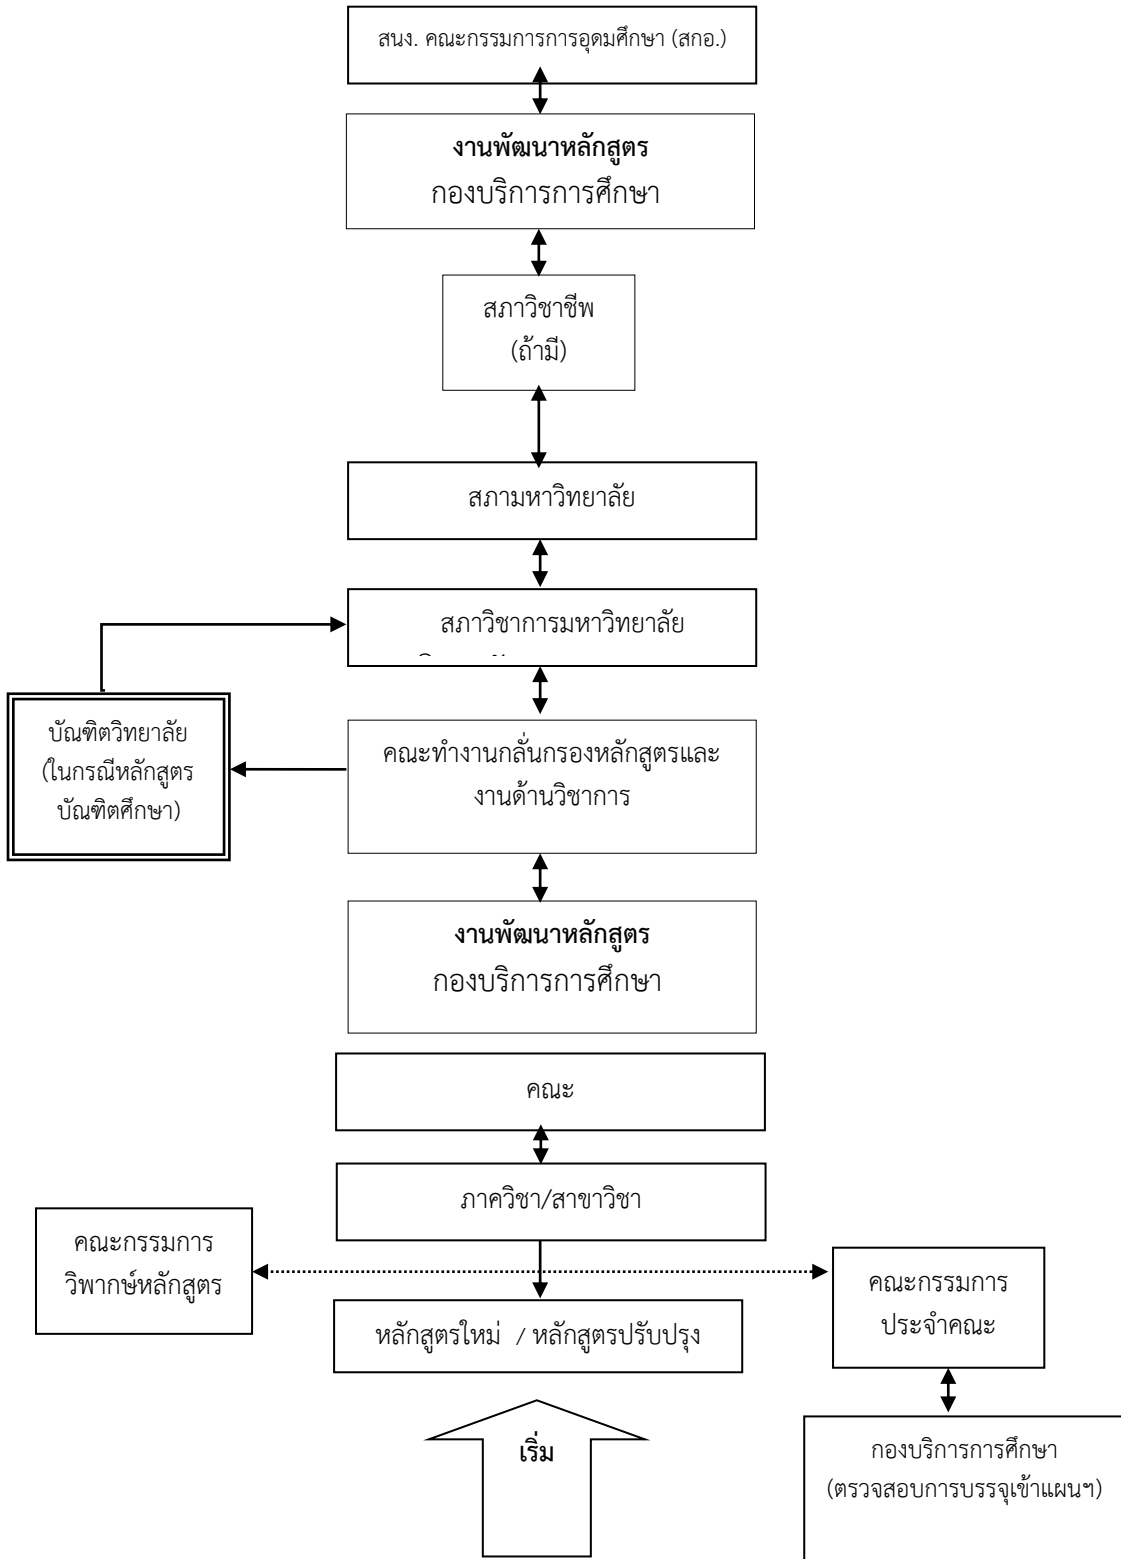 สนง. คณะกรรมการการอุดมศึกษา (สกอ.)
งานพัฒนาหลักสูตร
กองบริการการศึกษา
สภาวิชาชีพ
(ถ้ามี)
สภามหาวิทยาลัย
สภาวิชาการมหาวิทยาลัย
บัณฑิตวิทยาลัย
(ในกรณีหลักสูตร
บัณฑิตศึกษา)
คณะทำงานกลั่นกรองหลักสูตรและ
งานด้านวิชาการ
งานพัฒนาหลักสูตร
กองบริการการศึกษา
คณะ
ภาควิชา/สาขาวิชา
คณะกรรมการ
วิพากษ์หลักสูตร
คณะกรรมการ
ประจำคณะ
หลักสูตรใหม่ / หลักสูตรปรับปรุง
เริ่ม
กองบริการการศึกษา
(ตรวจสอบการบรรจุเข้าแผนฯ)